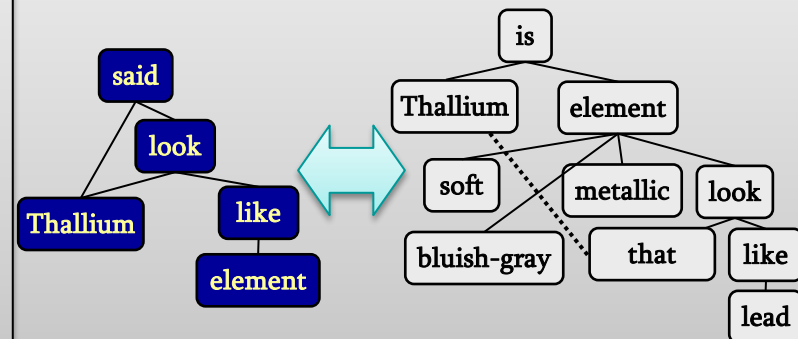 said
look
Thallium
like
element
is
Thallium
element
soft
metallic
look
bluish-gray
that
like
lead